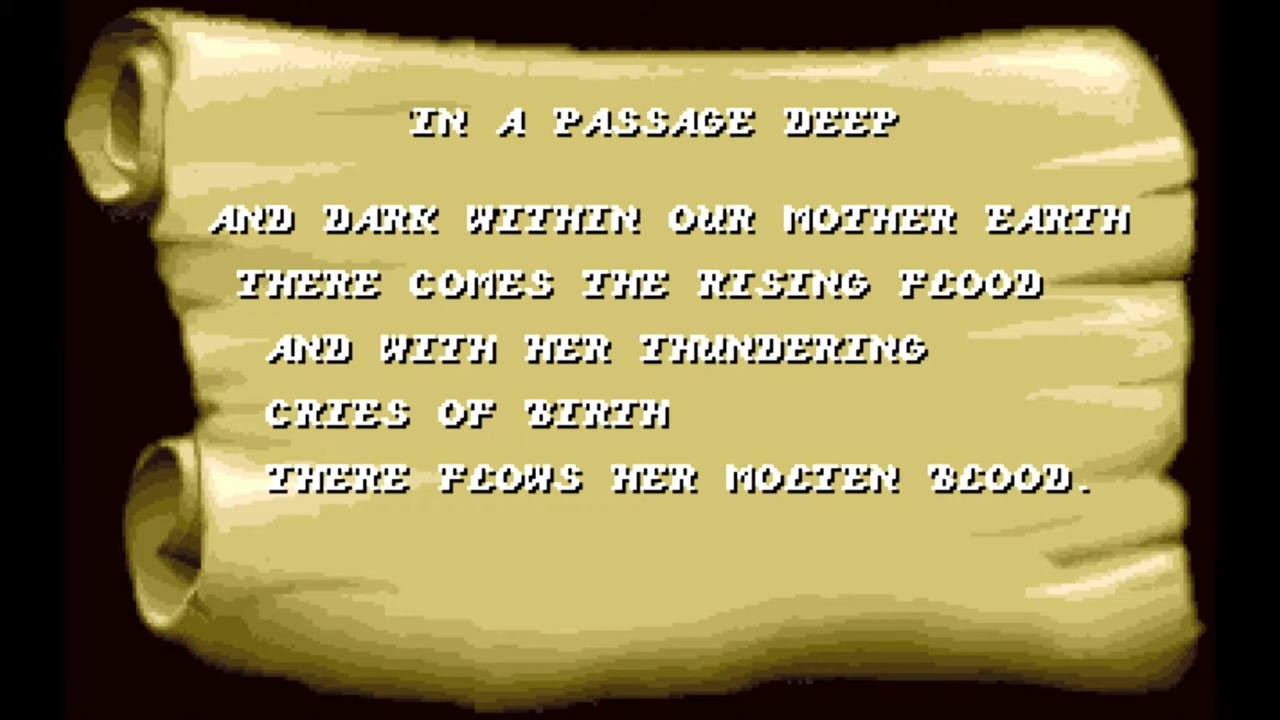 IN A PASSAGE DEEP
AND DARK WITHIN OUR MOTHER EARTH
THERE COMES THE RISING FLOOD
AND WITH HER THUNDERING
CRIES OF BIRTH
THERE FLOWS HER MOLTEN BLOOD.